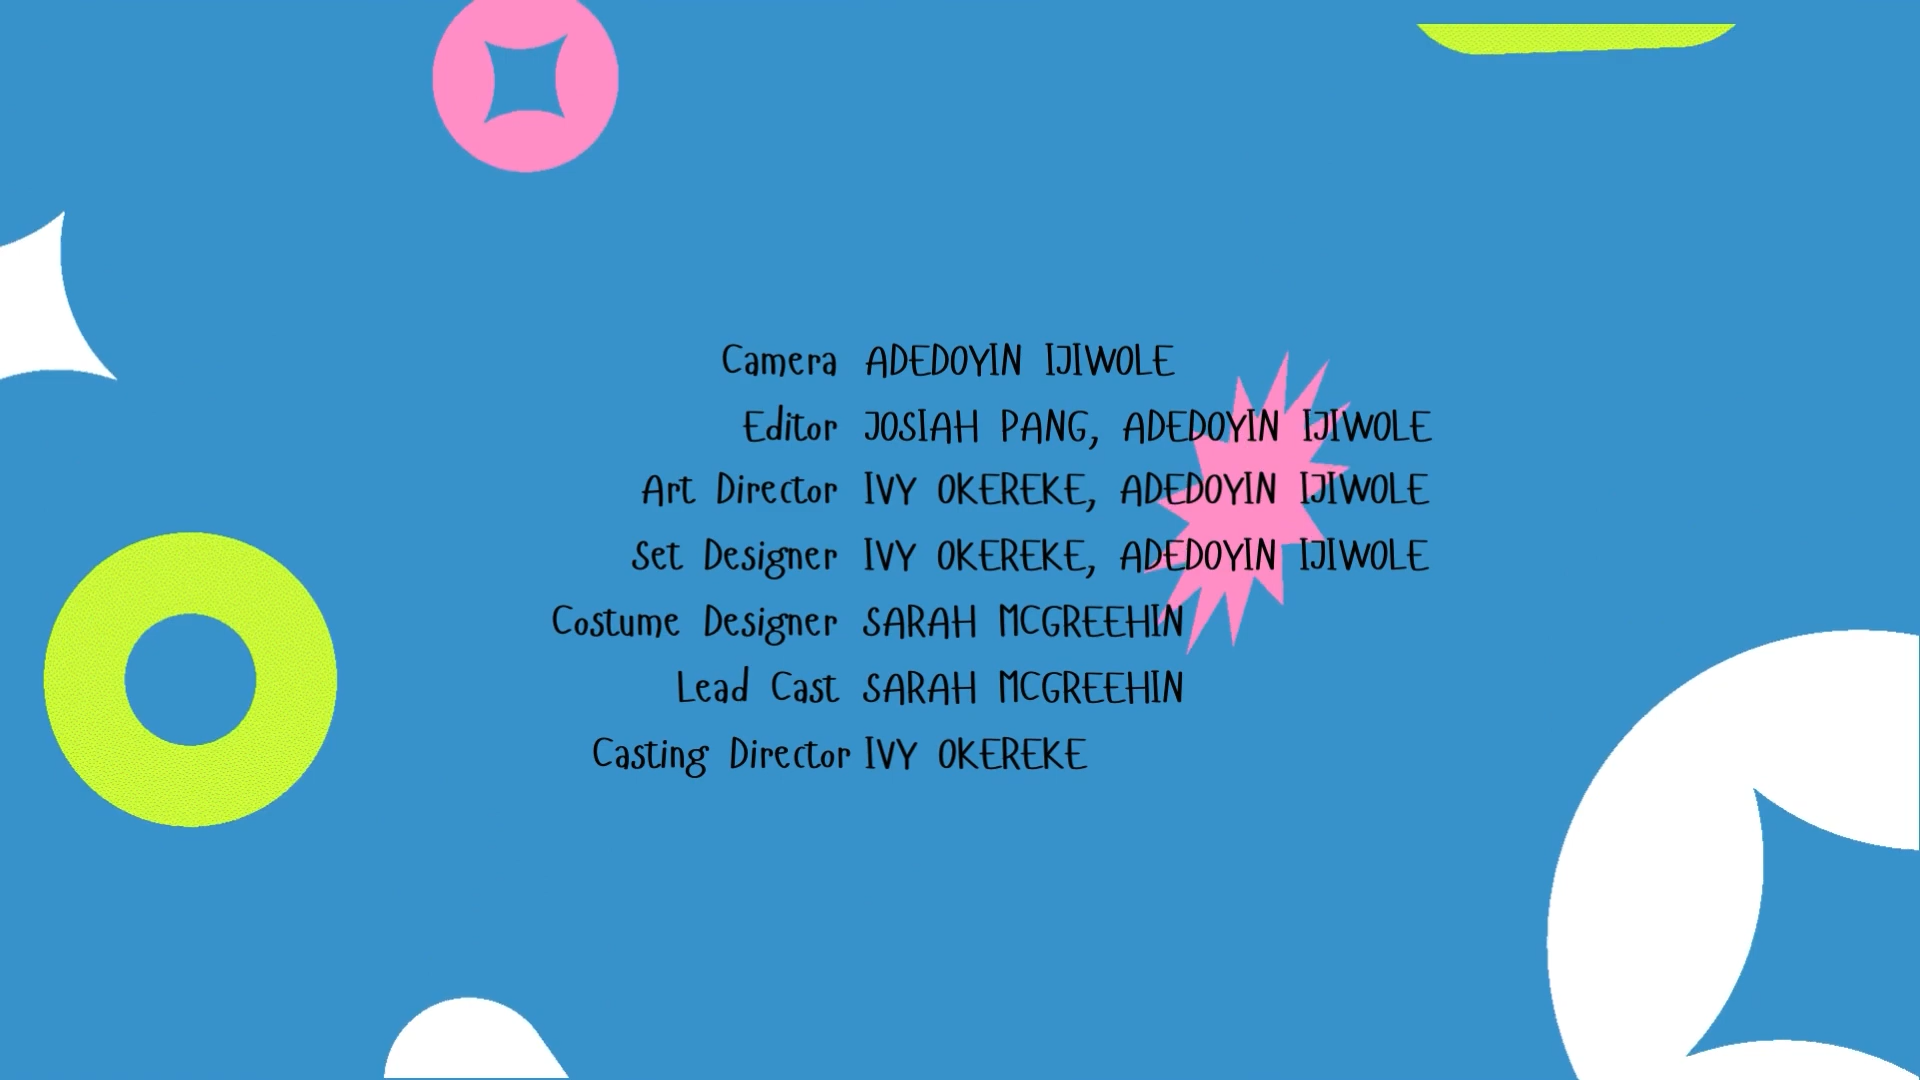 Camera ADEDOYIN IJIWOLE
Editor JOSIAH PANG, ADEDOYIN IJIWOLE
Art Director IVY OKEREKE, ADEDOYIN IJIWOLE
Set Designer IVY OKEREKE, ADEDOYIN IJIWOLE
Costume Designer SARAH MCGREEHIN
Lead Cast SARAH MCGREEHIN
Casting Director IVY OKEREKE